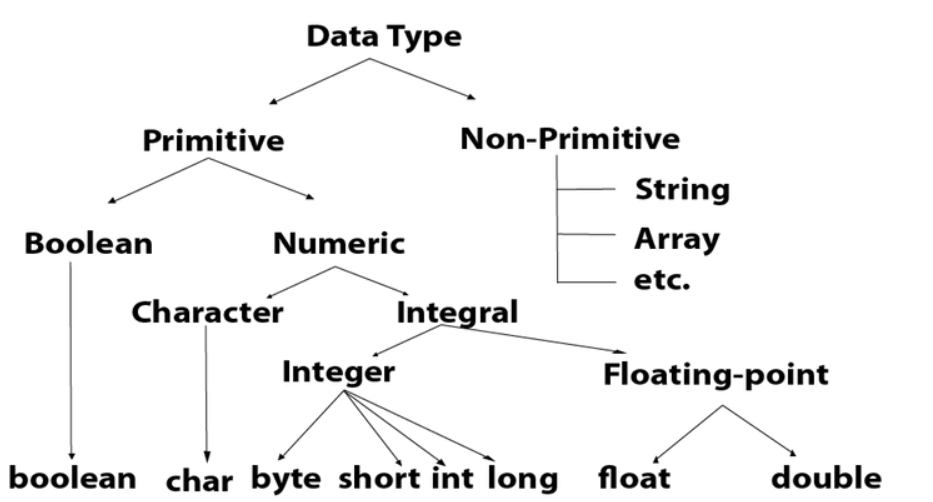 Data Type
Primitive
Non-Primitive
String
Array
etc.
Boolean
Numeric
Character
Integral
Integer
Floating-point
boolean
char
byte
short
int
long
float
double